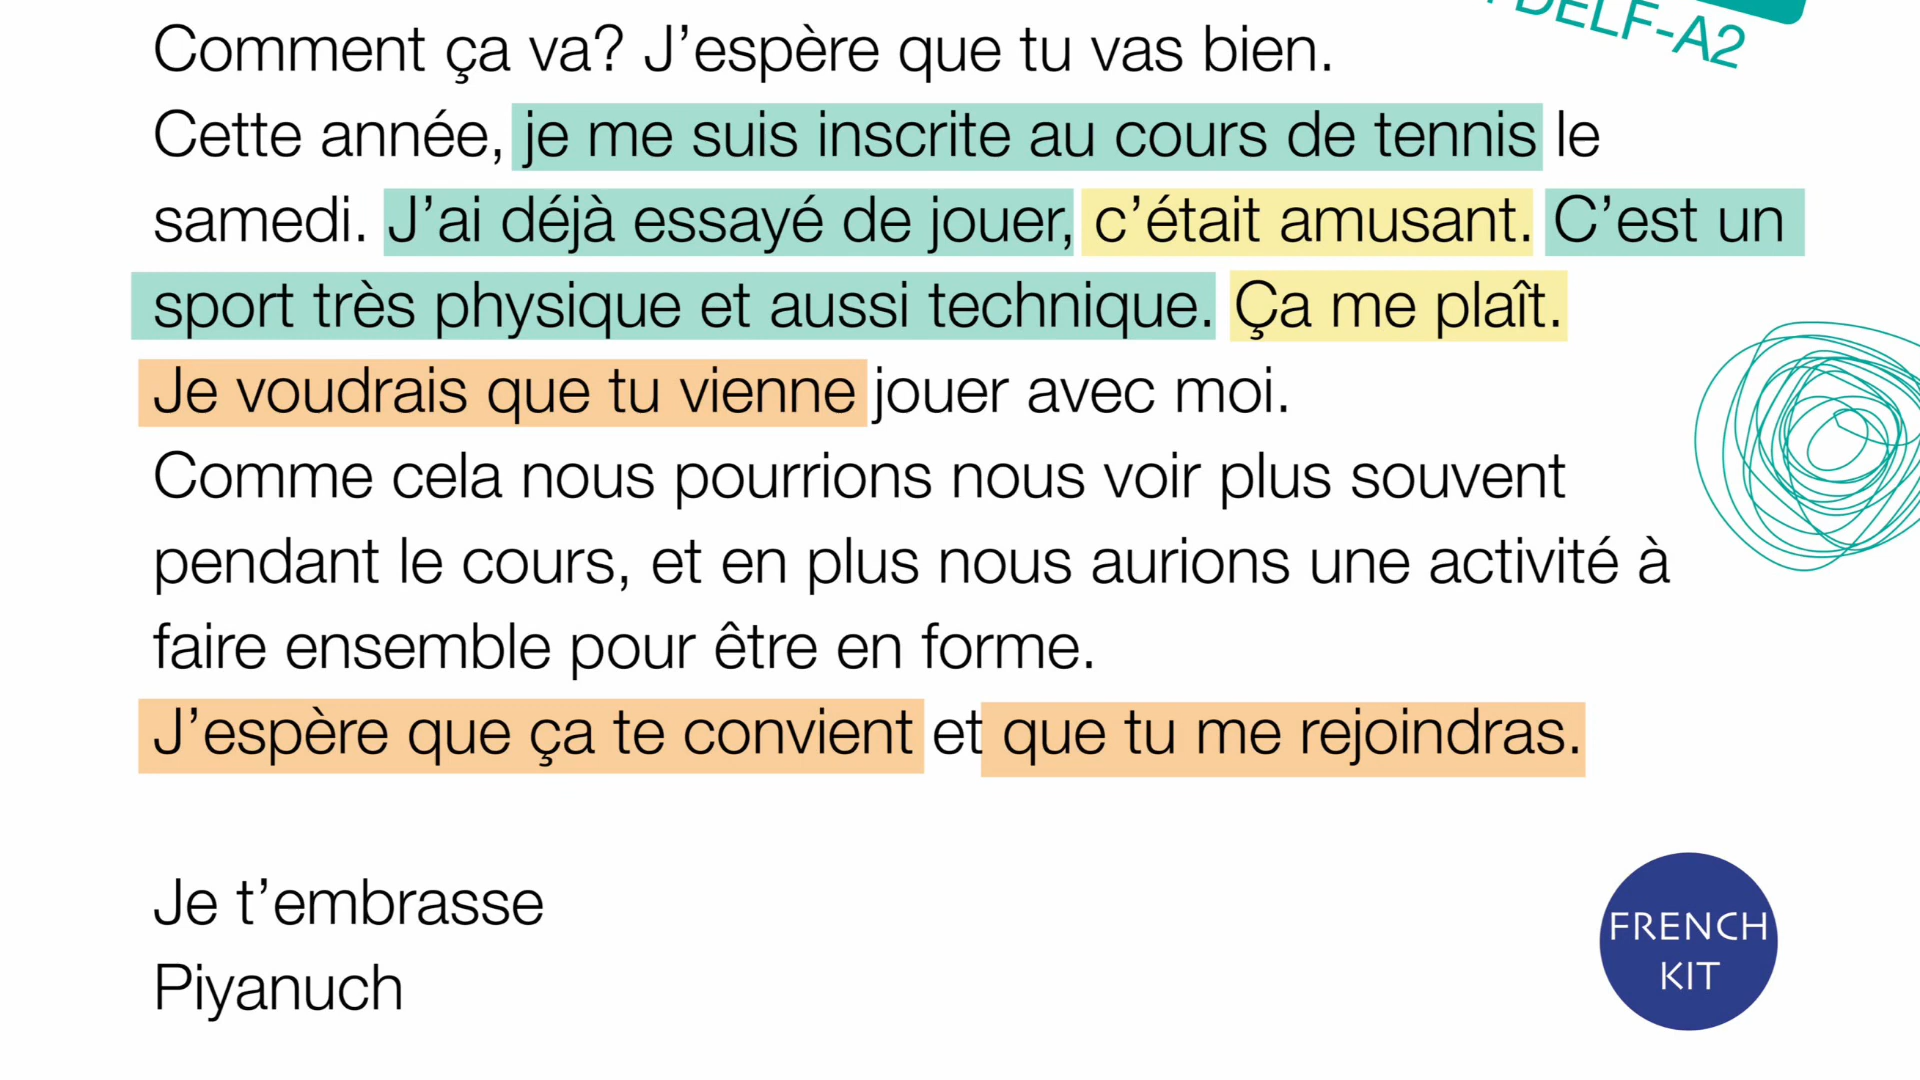 DELF-A2
Comment ça va? J’espère que tu vas bien.
Cette année, je me suis inscrite au cours de tennis le
samedi. J’ai déjà essayé de jouer, c’était amusant. C’est un
sport très physique et aussi technique. Ça me plaît.
Je voudrais que tu vienne jouer avec moi.
Comme cela nous pourrions nous voir plus souvent
pendant le cours, et en plus nous aurions une activité à
faire ensemble pour être en forme.
J’espère que ça te convient et que tu me rejoindras.
Je t’embrasse
Piyanuch
FRENCH
KIT